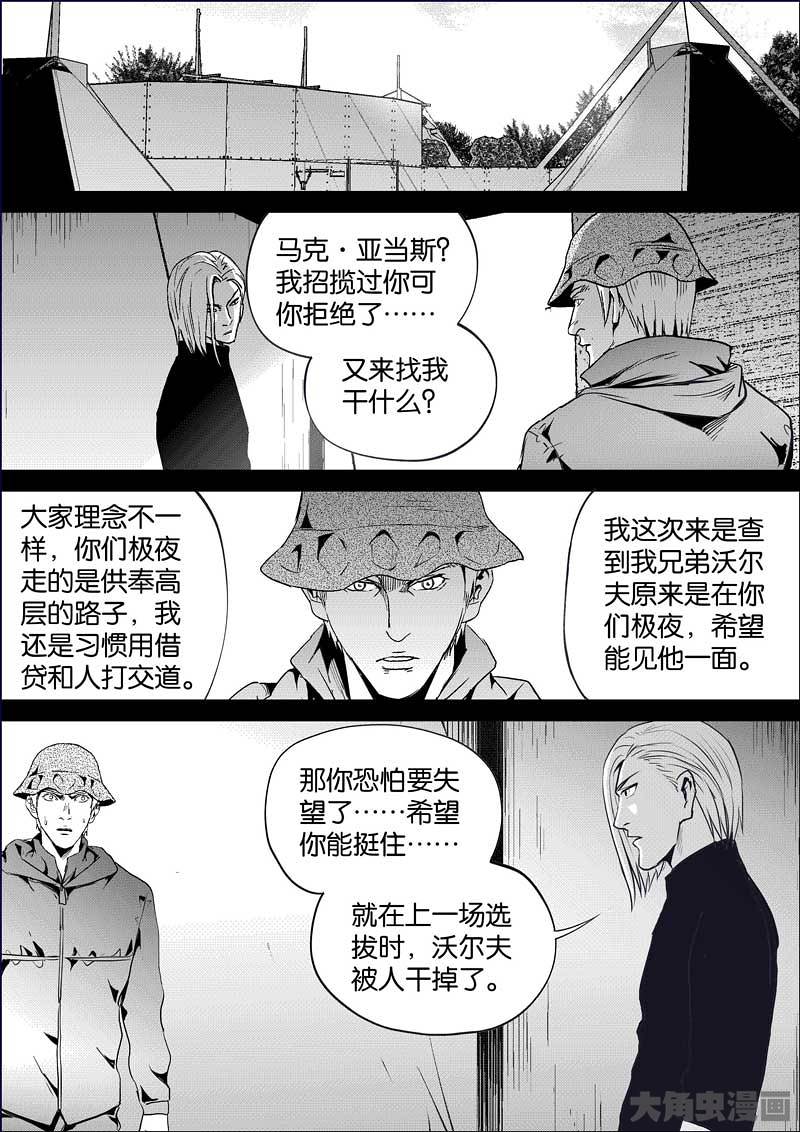 马克·亚当斯?
我招揽过你可
你拒绝了……
又来找我
干什么?
大家理念不一
样，你们极夜
走的是供奉高
层的路子，我
还是习惯用借
贷和人打交道。
我这次来是查
到我兄弟沃尔
夫原来是在你
们极夜，希望
能见他一面。
那你恐怕要失
望了……希望
你能挺住……
就在上一场选
拔时，沃尔夫
被人干掉了。
大角虫漫画